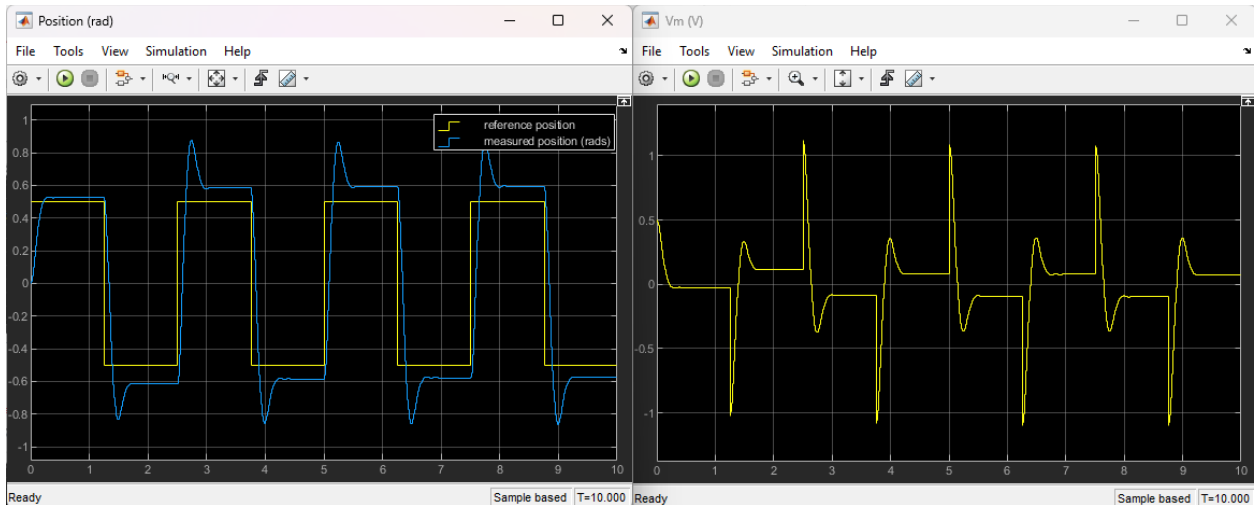 Position (rad)
File Tools View Simulation Help
1
0.8
0.6
0.4
0.2
0
-0.2
-0.4
-0.6
-0.8
-1
reference position
measured position (rads)
0 1 2 3 4 5 6 7 8 9 10
Ready Sample based T=10.000
Vm (V)
File Tools View Simulation Help
1
0.5
0
-0.5
-1
0 1 2 3 4 5 6 7 8 9 10
Ready Sample based T=10.000